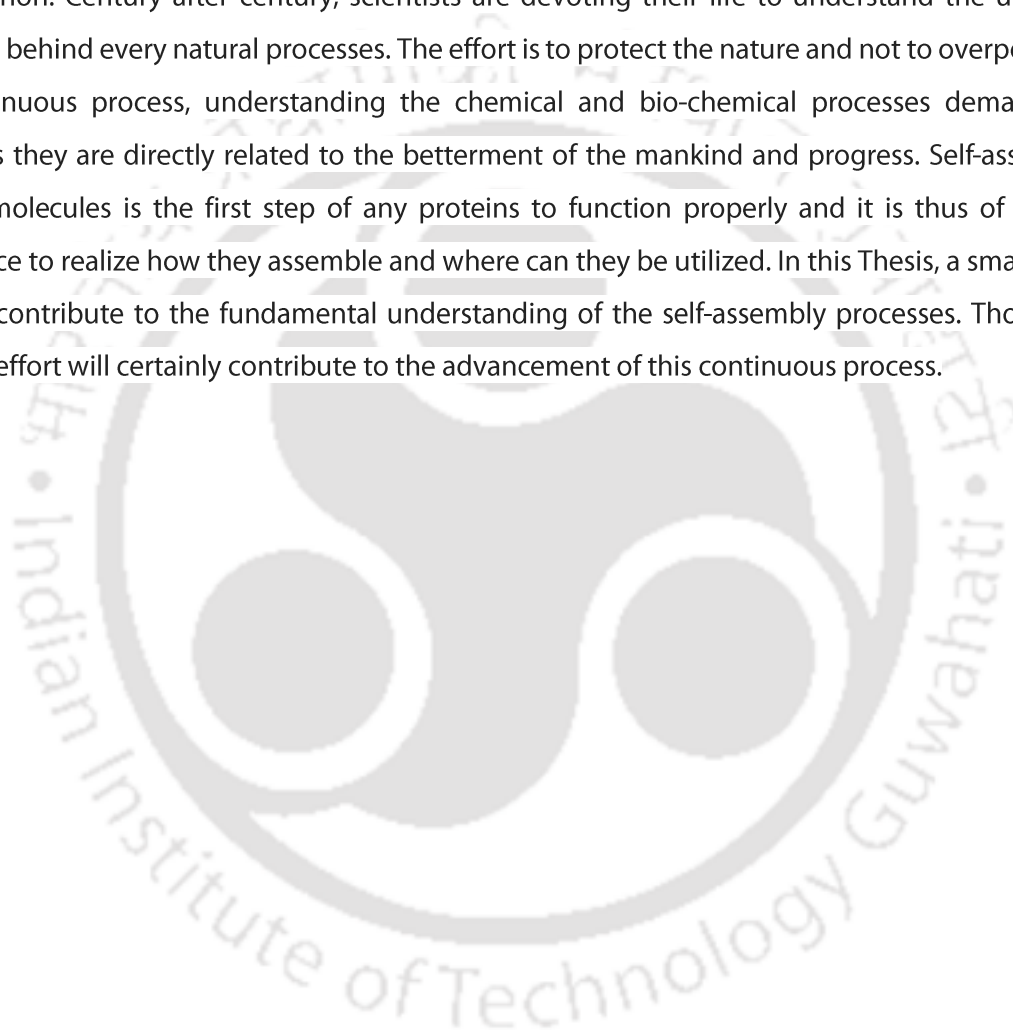 Century after century, scientists are devoting their life to understand the
behind every natural processes. The effort is to protect the nature and not to
process, understanding the chemical and bio-chemical processes
they are directly related to the betterment of the mankind and progress.
is the first step of any proteins to function properly and it is thus of
to realize how they assemble and where can they be utilized. In this Thesis, a
contribute to the fundamental understanding of the self-assembly processes.
effort will certainly contribute to the advancement of this continuous process.
Indian Institute of Technology Guwahati